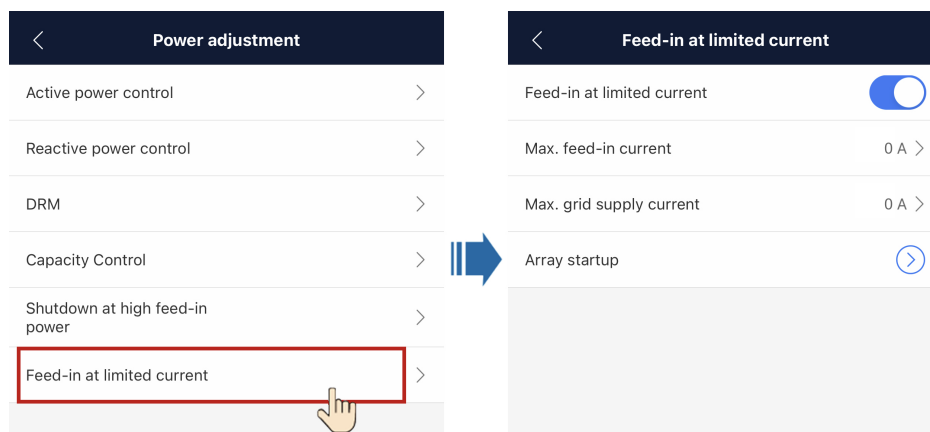 Power adjustment
Active power control
Reactive power control
DRM
Capacity Control
Shutdown at high feed-in
power
Feed-in at limited current
Feed-in at limited current
Feed-in at limited current
Max. feed-in current 0 A
Max. grid supply current 0 A
Array startup